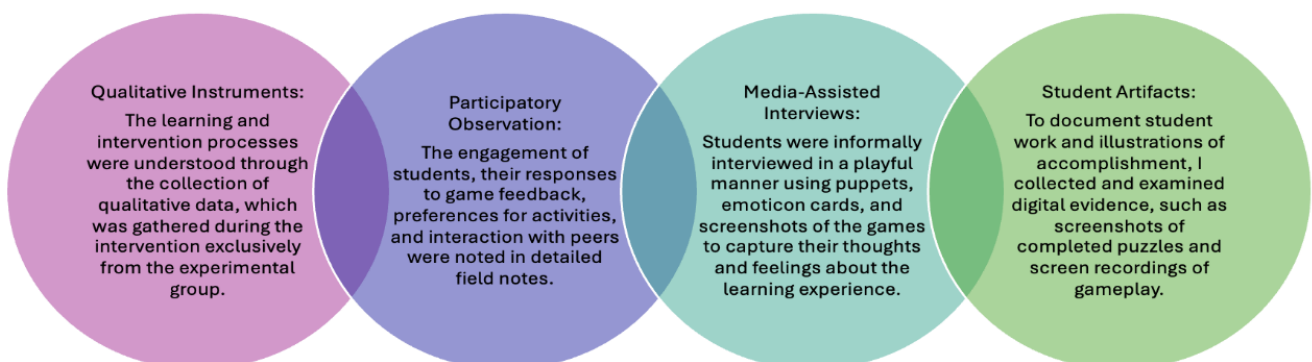 Qualitative Instruments:
The learning and
intervention processes
were understood through
the collection of
qualitative data, which
was gathered during the
intervention exclusively
from the experimental
group.
Participatory
Observation:
The engagement of
students, their responses
to game feedback,
preferences for activities,
and interaction with peers
were noted in detailed
field notes.
Media-Assisted
Interviews:
Students were informally
interviewed in a playful
manner using puppets,
emoticon cards, and
screenshots of the games
to capture their thoughts
and feelings about the
learning experience.
Student Artifacts:
To document student
work and illustrations of
accomplishment, I
collected and examined
digital evidence, such as
screenshots of
completed puzzles and
screen recordings of
gameplay.